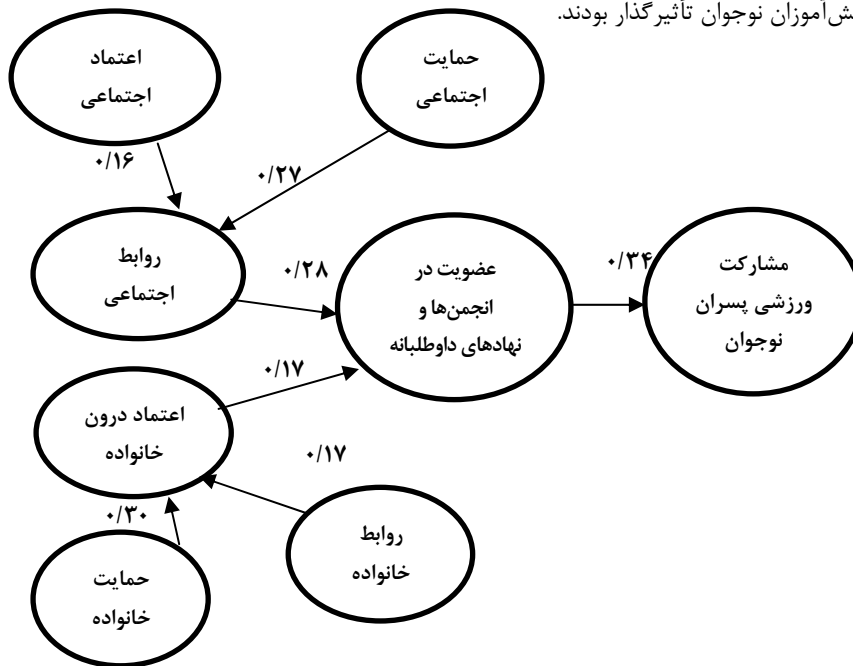 ش‌آموزان نوجوان تأثیرگذار بودند.
اعتماد
اجتماعی
حمایت
اجتماعی
۰/۱۶
۰/۲۷
روابط
اجتماعی
۰/۲۸
عضویت در
انجمن‌ها و
نهادهای داوطلبانه
۰/۳۴
مشارکت
ورزشی پسران
نوجوان
۰/۱۷
اعتماد درون
خانواده
۰/۱۷
۰/۳۰
روابط
خانواده
حمایت
خانواده